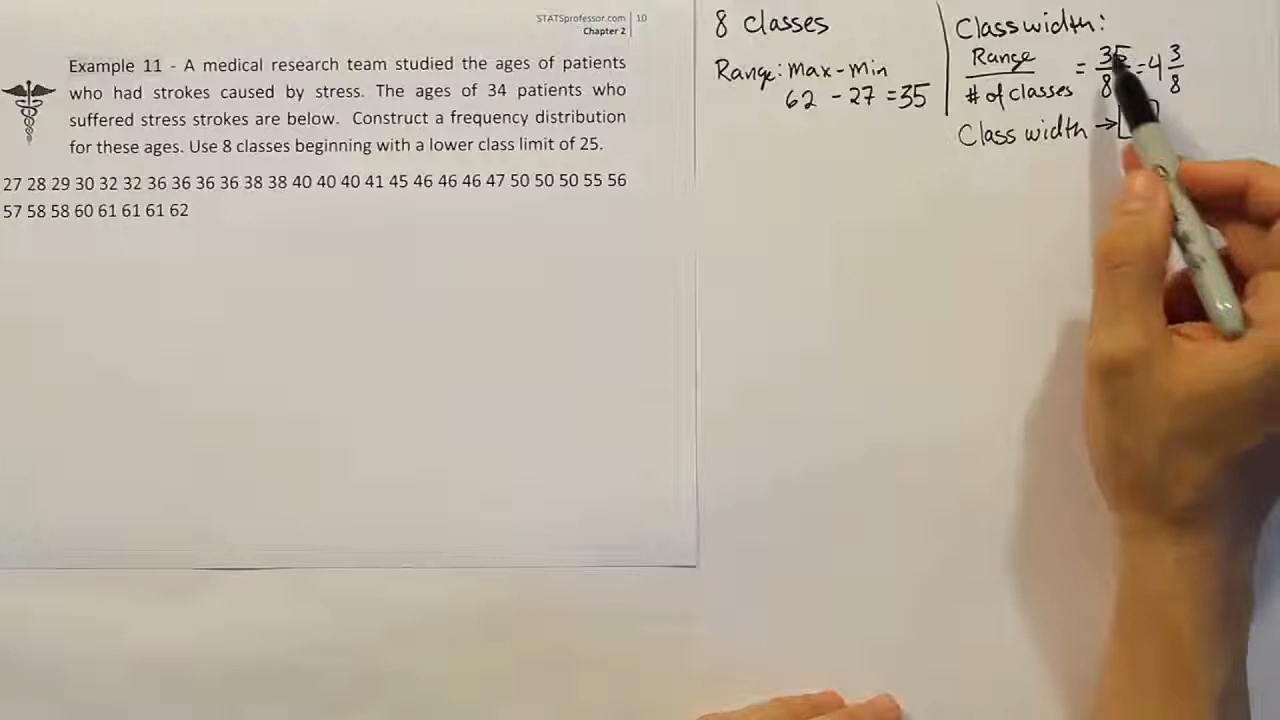 STATSprofessor.com | 10
Chapter 2
Example 11 - A medical research team studied the ages of patients
who had strokes caused by stress. The ages of 34 patients who
suffered stress strokes are below. Construct a frequency distribution
for these ages. Use 8 classes beginning with a lower class limit of 25.
27 28 29 30 32 32 36 36 36 36 38 38 40 40 40 41 45 46 46 46 47 50 50 50 55 56
57 58 58 60 61 61 61 62
8 classes
Range: Max - Min
62 - 27 = 35
Class width:
Range / # of classes = 35/8 = 4 3/8
Class width →